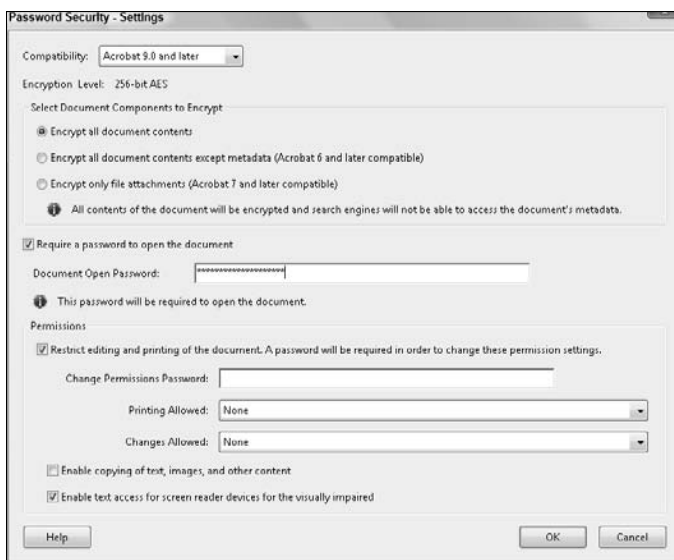 Password Security - Settings
Compatibility: Acrobat 9.0 and later
Encryption Level: 256-bit AES
Select Document Components to Encrypt
Encrypt all document contents
Encrypt all document contents except metadata (Acrobat 6 and later compatible)
Encrypt only file attachments (Acrobat 7 and later compatible)
All contents of the document will be encrypted and search engines will not be able to access the document's metadata.
Require a password to open the document
Document Open Password: ********************
This password will be required to open the document.
Permissions
Restrict editing and printing of the document. A password will be required in order to change these permission settings.
Change Permissions Password:
Printing Allowed: None
Changes Allowed: None
Enable copying of text, images, and other content
Enable text access for screen reader devices for the visually impaired
Help OK Cancel